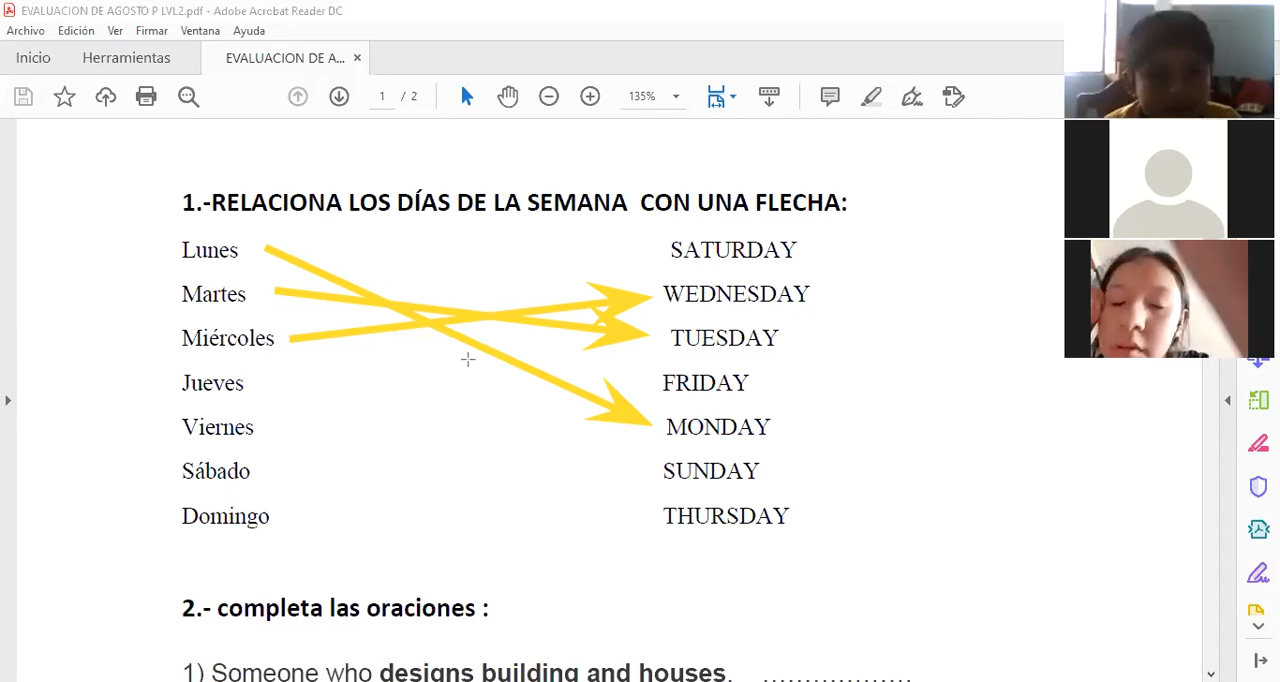 EVALUACION DE AGOSTO P LVL2.pdf - Adobe Acrobat Reader DC
Archivo Edición Ver Firmar Ventana Ayuda
Inicio Herramientas EVALUACION DE A... ×
1 / 2 135%
1.-RELACIONA LOS DÍAS DE LA SEMANA CON UNA FLECHA:
Lunes SATURDAY
Martes WEDNESDAY
Miércoles TUESDAY
Jueves FRIDAY
Viernes MONDAY
Sábado SUNDAY
Domingo THURSDAY
2.- completa las oraciones :
1) Someone who designs building and houses. ..................